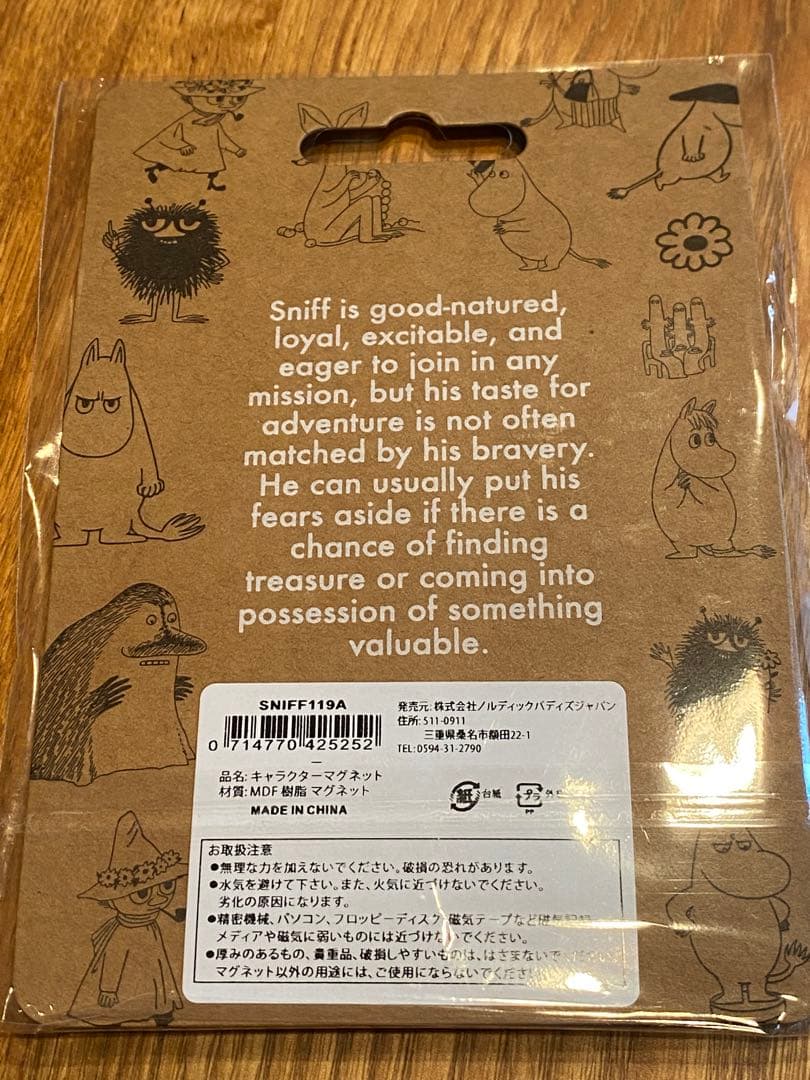 Sniff is good-natured,
loyal, excitable, and
eager to join in any
mission, but his taste for
adventure is not often
matched by his bravery.
He can usually put his
fears aside if there is a
chance of finding
treasure or coming into
possession of something
valuable.
SNIFF119A
0 714770 425252
品名: キャラクターマグネット
材質: MDF 樹脂 マグネット
MADE IN CHINA
発売元: 株式会社ノルディックバディズジャパン
住所: 511-0911
三重県桑名市額田22-1
TEL: 0594-31-2790
紙 台紙
プラ 外
PP
お取扱注意
●無理な力を加えないでください。破損の恐れがあります。
●水気を避けて下さい。また、火気に近づけないでください。
劣化の原因になります。
●精密機械、パソコン、フロッピーディスク、磁気テープなど磁気記録
メディアや磁気に弱いものには近づけないでください。
●厚みのあるもの、貴重品、破損しやすいものは、はさまないで
マグネット以外の用途には、ご使用にならないでください。